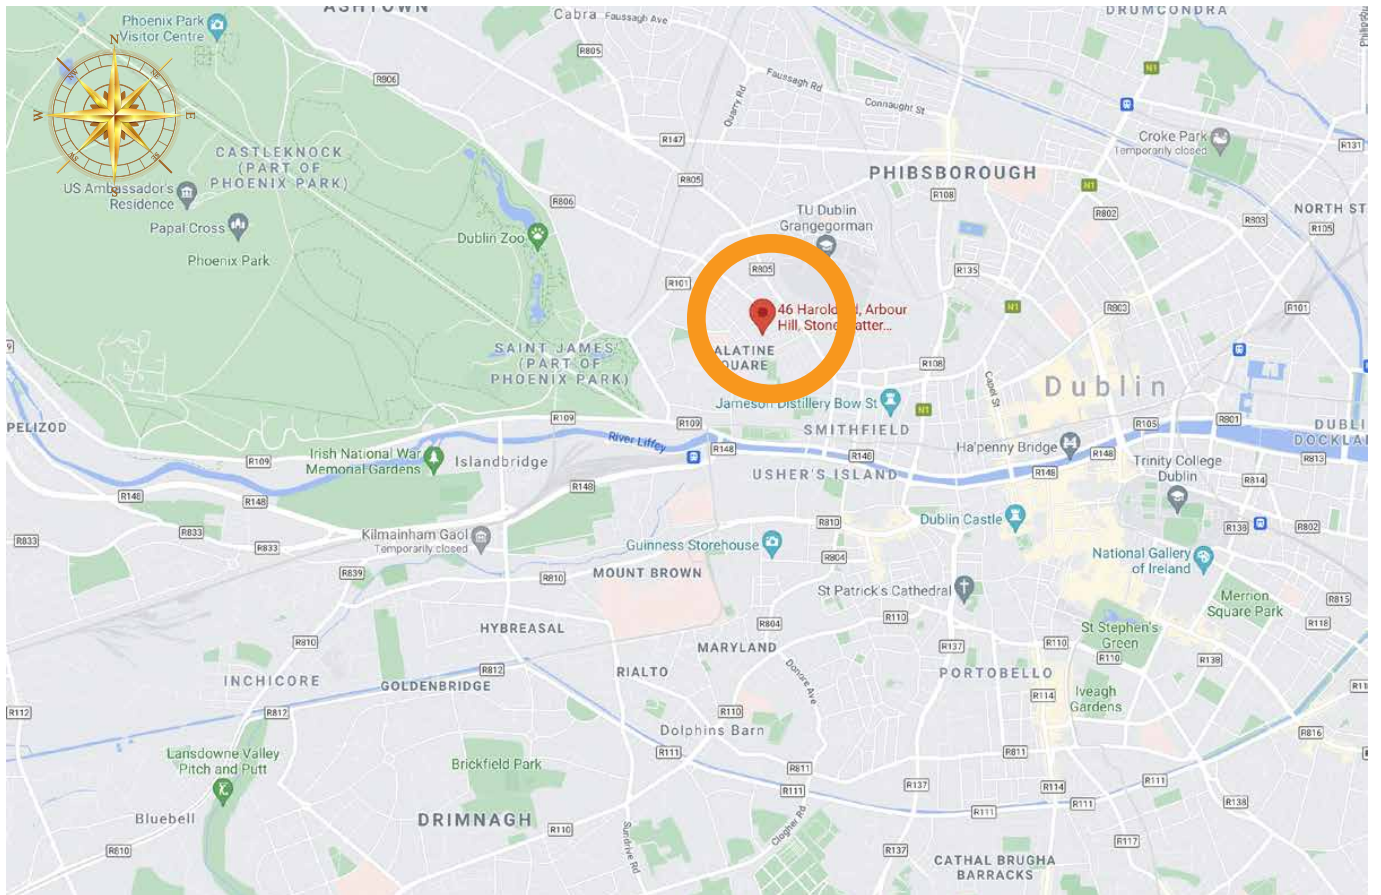 ASHTOWN
Cabra
Faussagh Ave
DRUMCONDRA
Phoenix Park
Visitor Centre
N
R805
N1
R806
Faussagh Rd
Quarry Rd
Connaught St
W
E
Croke Park
Temporarily closed
R147
R131
CASTLEKNOCK
(PART OF
PHOENIX PARK)
PHIBSBOROUGH
US Ambassador's
Residence
S
R805
N1
R108
R806
TU Dublin
Grangegorman
R802
R803
NORTH ST
R105
Papal Cross
Dublin Zoo
Phoenix Park
R805
R135
R101
46 Harold
Arbour
Hill, Stone
atter...
N1
R803
R101
SAINT JAMES
(PART OF
PHOENIX PARK)
ALATINE
QUARE
R108
Capel St
Dublin
Jameson Distillery Bow St
N1
R109
R109
SMITHFIELD
R105
R801
DUBLI
DOCKLA
PELIZOD
River Liffey
Irish National War
Memorial Gardens
Islandbridge
R109
R148
R148
Ha'penny Bridge
R148
R813
Trinity College
Dublin
USHER'S ISLAND
R148
R148
R148
R814
R833
R833
R833
Kilmainham Gaol
Temporarily closed
R810
Dublin Castle
R138
R802
Guinness Storehouse
R804
National Gallery
of Ireland
R839
R810
MOUNT BROWN
St Patrick's Cathedral
Merrion
Square Park
R815
R118
R804
R110
HYBREASAL
St Stephen's
Green
R810
MARYLAND
R137
R110
R110
R138
INCHICORE
R812
GOLDENBRIDGE
RIALTO
Donore Ave
PORTOBELLO
R114
Iveagh
Gardens
R11
R112
R812
R110
Dolphins Barn
R816
Lansdowne Valley
Pitch and Putt
Brickfield Park
R111
R811
R811
R111
R137
R114
R111
R111
R138
Bluebell
DRIMNAGH
R110
Sundrive Rd
Clogher Rd
R111
R117
R810
R137
CATHAL BRUGHA
BARRACKS